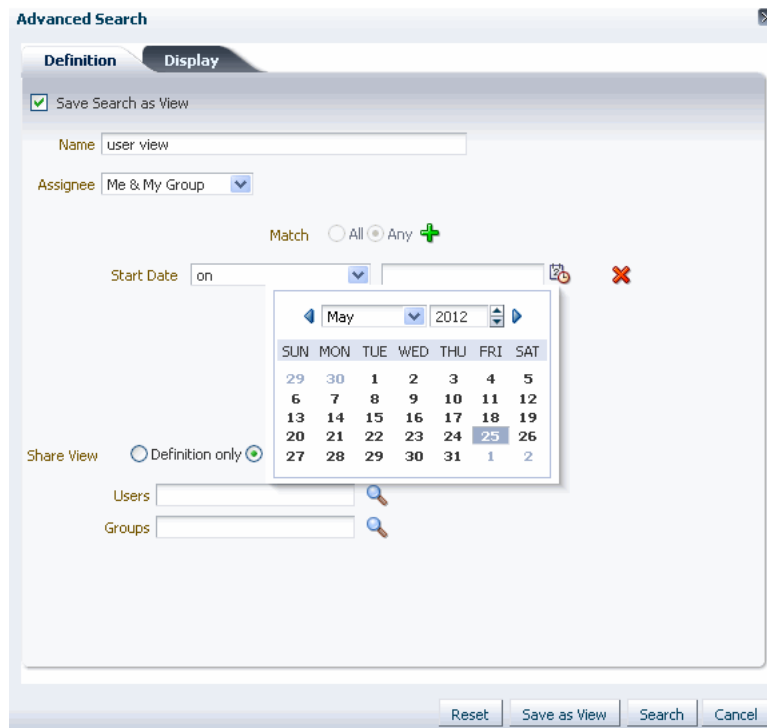 Advanced Search
Definition Display
Save Search as View
Name user view
Assignee Me & My Group
Match All Any
Start Date on
May 2012
SUN MON TUE WED THU FRI SAT
29 30 1 2 3 4 5
6 7 8 9 10 11 12
13 14 15 16 17 18 19
20 21 22 23 24 25 26
27 28 29 30 31 1 2
Share View Definition only
Users
Groups
Reset Save as View Search Cancel